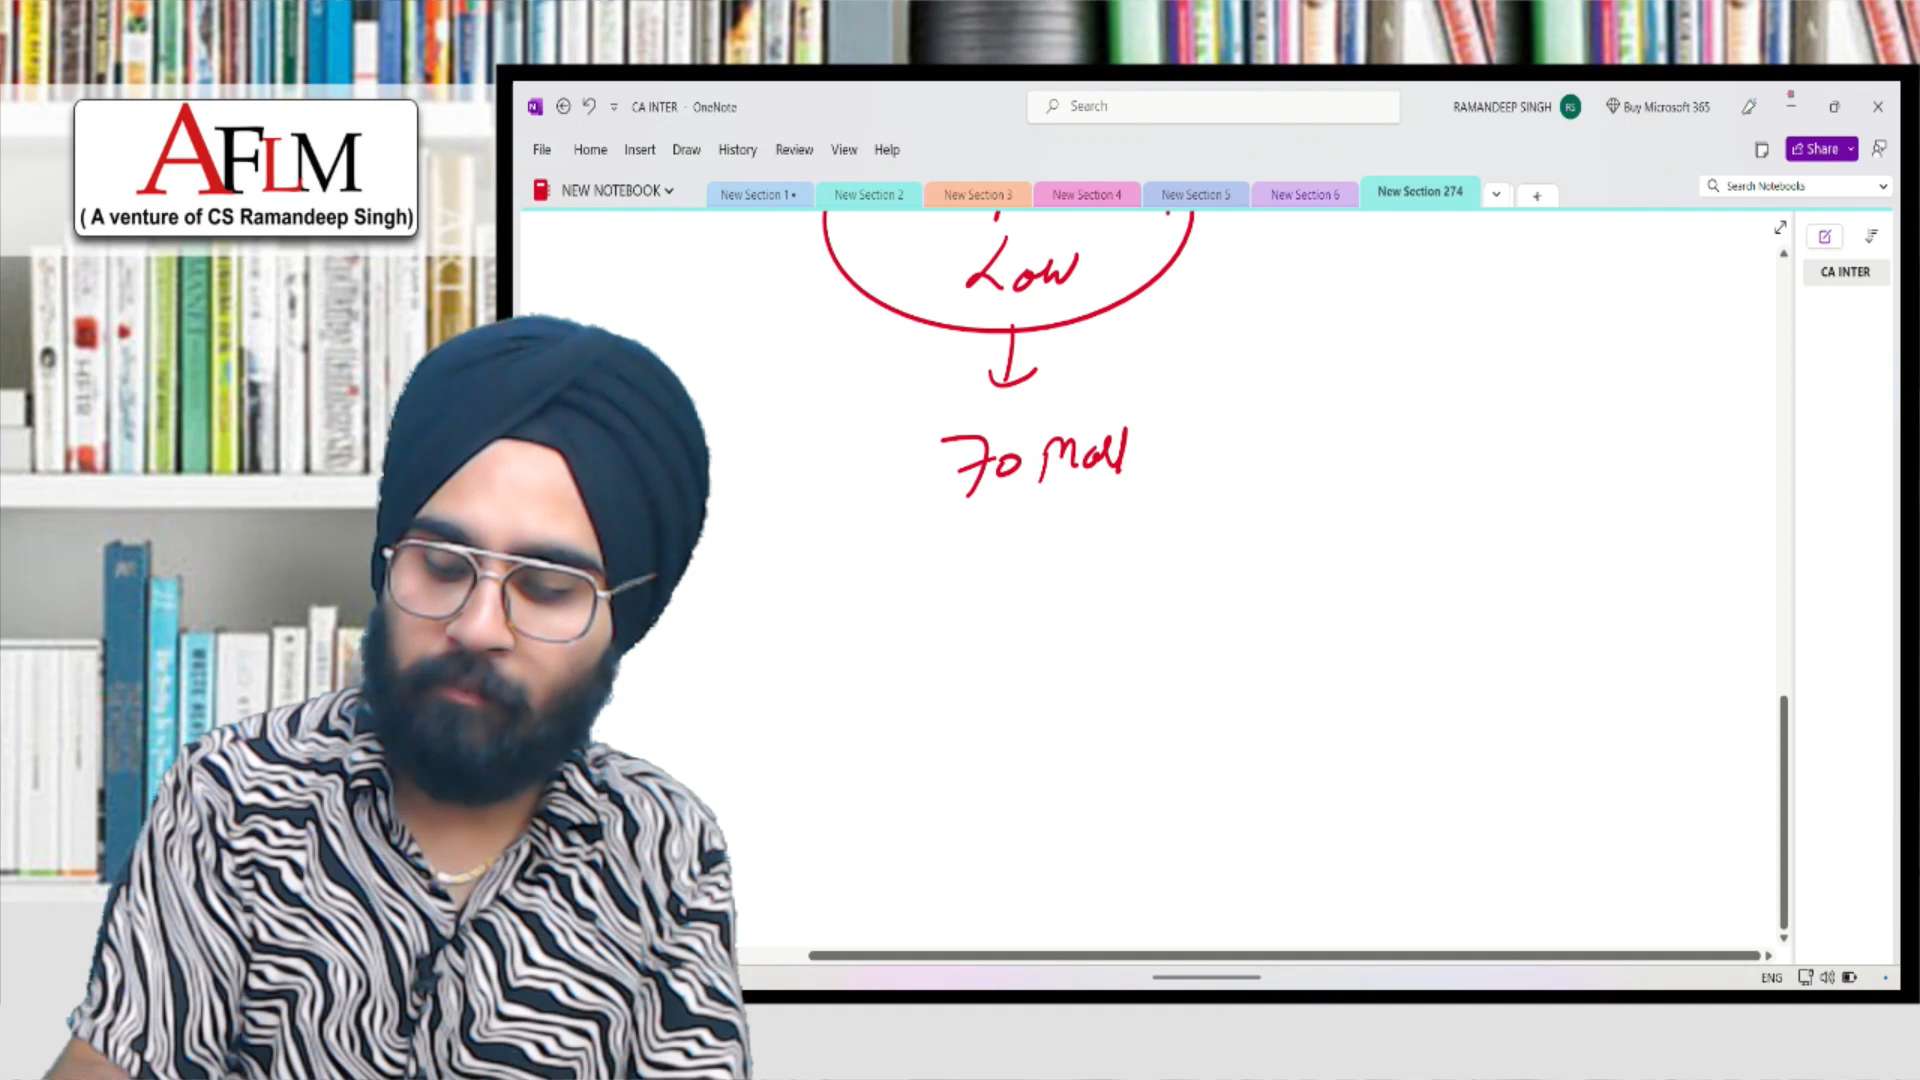 AFLM
( A venture of CS Ramandeep Singh)
CA INTER - OneNote
Search
RAMANDEEP SINGH
RS
Buy Microsoft 365
File
Home
Insert
Draw
History
Review
View
Help
Share
NEW NOTEBOOK
New Section 1
New Section 2
New Section 3
New Section 4
New Section 5
New Section 6
New Section 274
+
Search Notebooks
CA INTER
Low
70
ENG